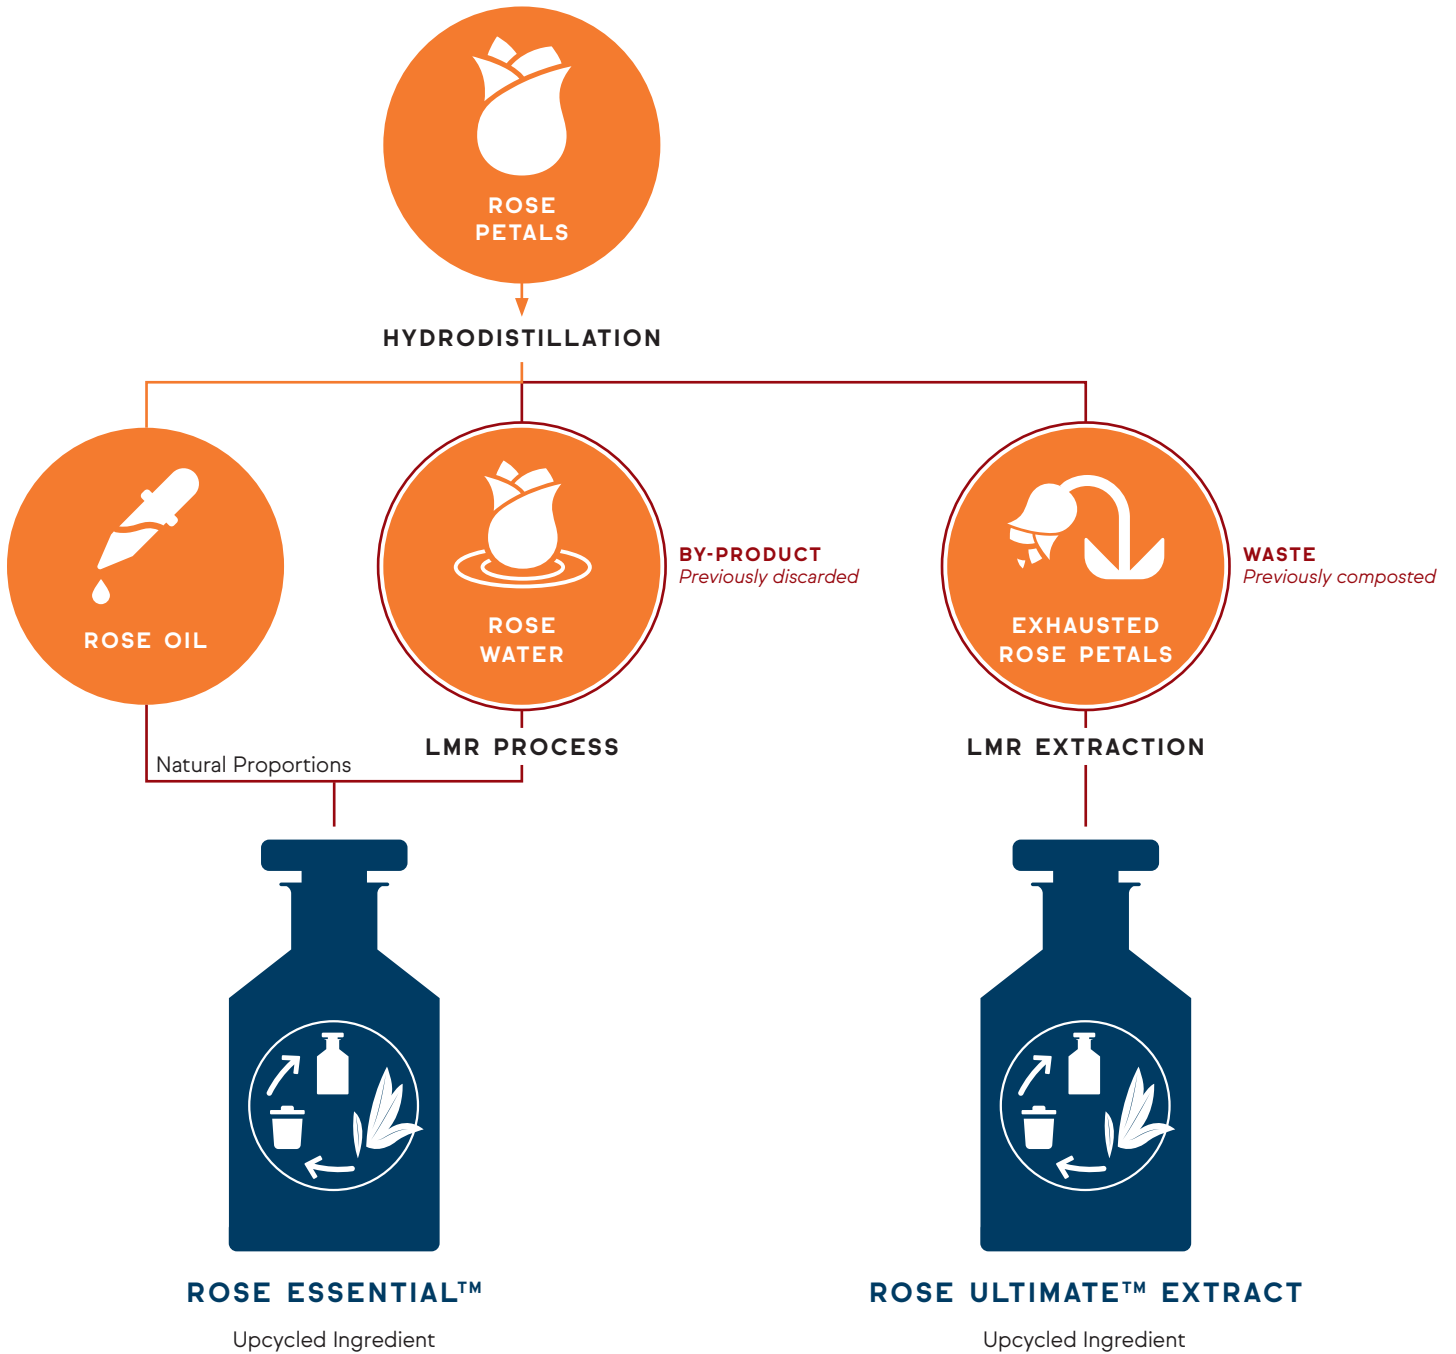 ROSE
PETALS
HYDRODISTILLATION
ROSE OIL
ROSE
WATER
BY-PRODUCT
Previously discarded
EXHAUSTED
ROSE PETALS
WASTE
Previously composted
Natural Proportions
LMR PROCESS
LMR EXTRACTION
ROSE ESSENTIAL™
Upcycled Ingredient
ROSE ULTIMATE™ EXTRACT
Upcycled Ingredient